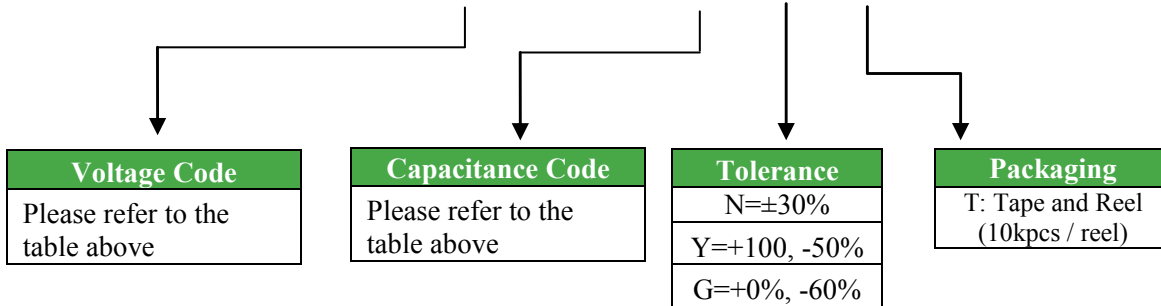 Voltage Code
Please refer to the
table above
Capacitance Code
Please refer to the
table above
Tolerance
N=±30%
Y=+100, -50%
G=+0%, -60%
Packaging
T: Tape and Reel
(10kpcs / reel)